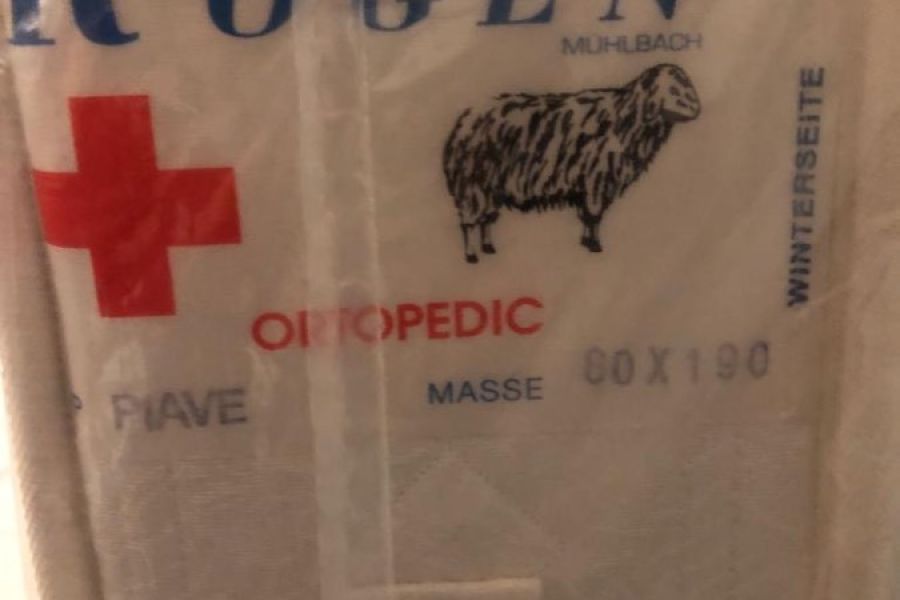 MÜHLBACH
WINTERSEITE
ORTOPEDIC
PIAVE
MASSE 80X190